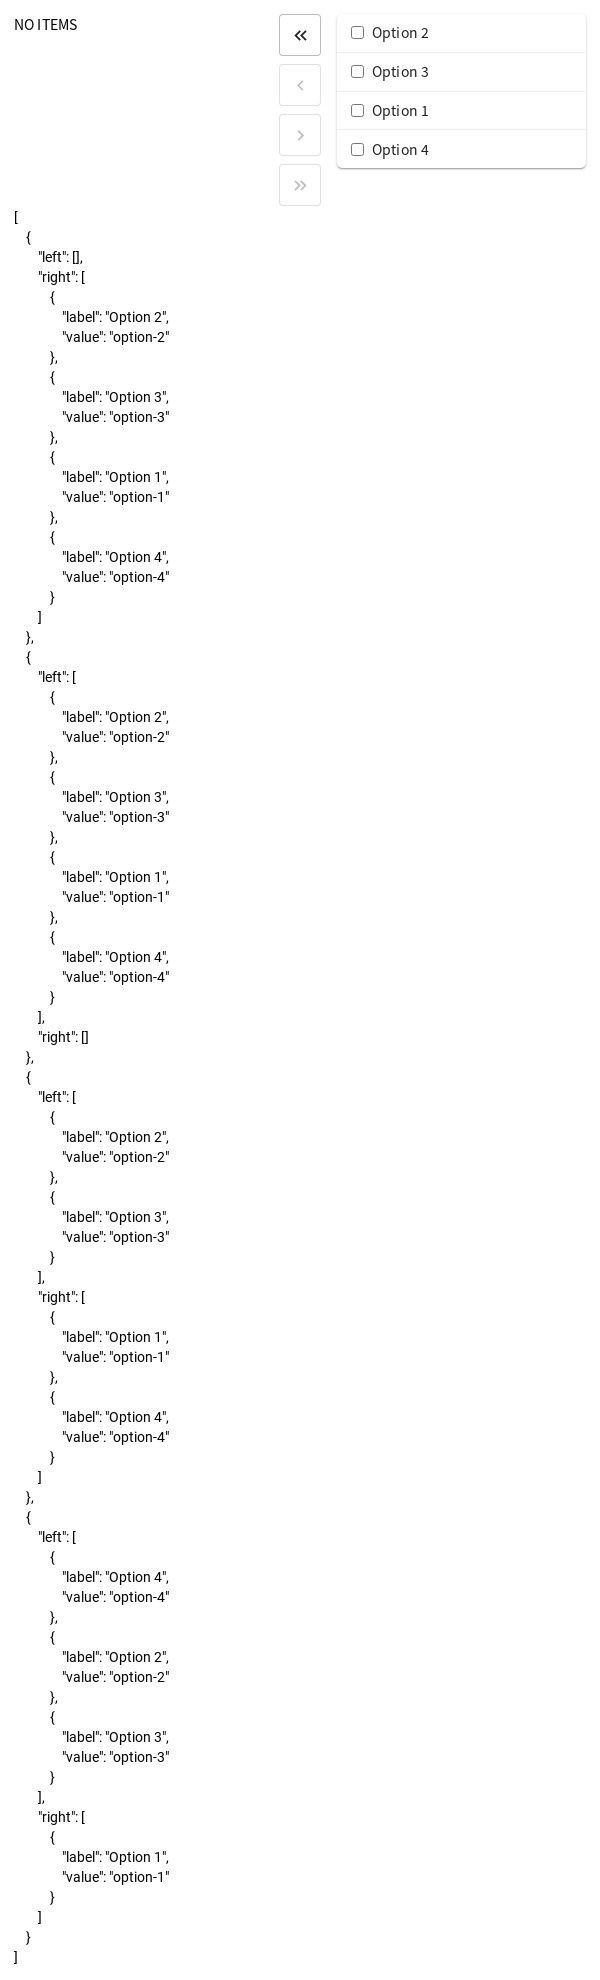 NO ITEMS
Option 2
Option 3
Option 1
Option 4
[
{
"left": [],
"right": [
{
"label": "Option 2",
"value": "option-2"
},
{
"label": "Option 3",
"value": "option-3"
},
{
"label": "Option 1",
"value": "option-1"
},
{
"label": "Option 4",
"value": "option-4"
}
]
},
{
"left": [
{
"label": "Option 2",
"value": "option-2"
},
{
"label": "Option 3",
"value": "option-3"
},
{
"label": "Option 1",
"value": "option-1"
},
{
"label": "Option 4",
"value": "option-4"
}
],
"right": []
},
{
"left": [
{
"label": "Option 2",
"value": "option-2"
},
{
"label": "Option 3",
"value": "option-3"
}
],
"right": [
{
"label": "Option 1",
"value": "option-1"
},
{
"label": "Option 4",
"value": "option-4"
}
]
},
{
"left": [
{
"label": "Option 4",
"value": "option-4"
},
{
"label": "Option 2",
"value": "option-2"
},
{
"label": "Option 3",
"value": "option-3"
}
],
"right": [
{
"label": "Option 1",
"value": "option-1"
}
]
}
]